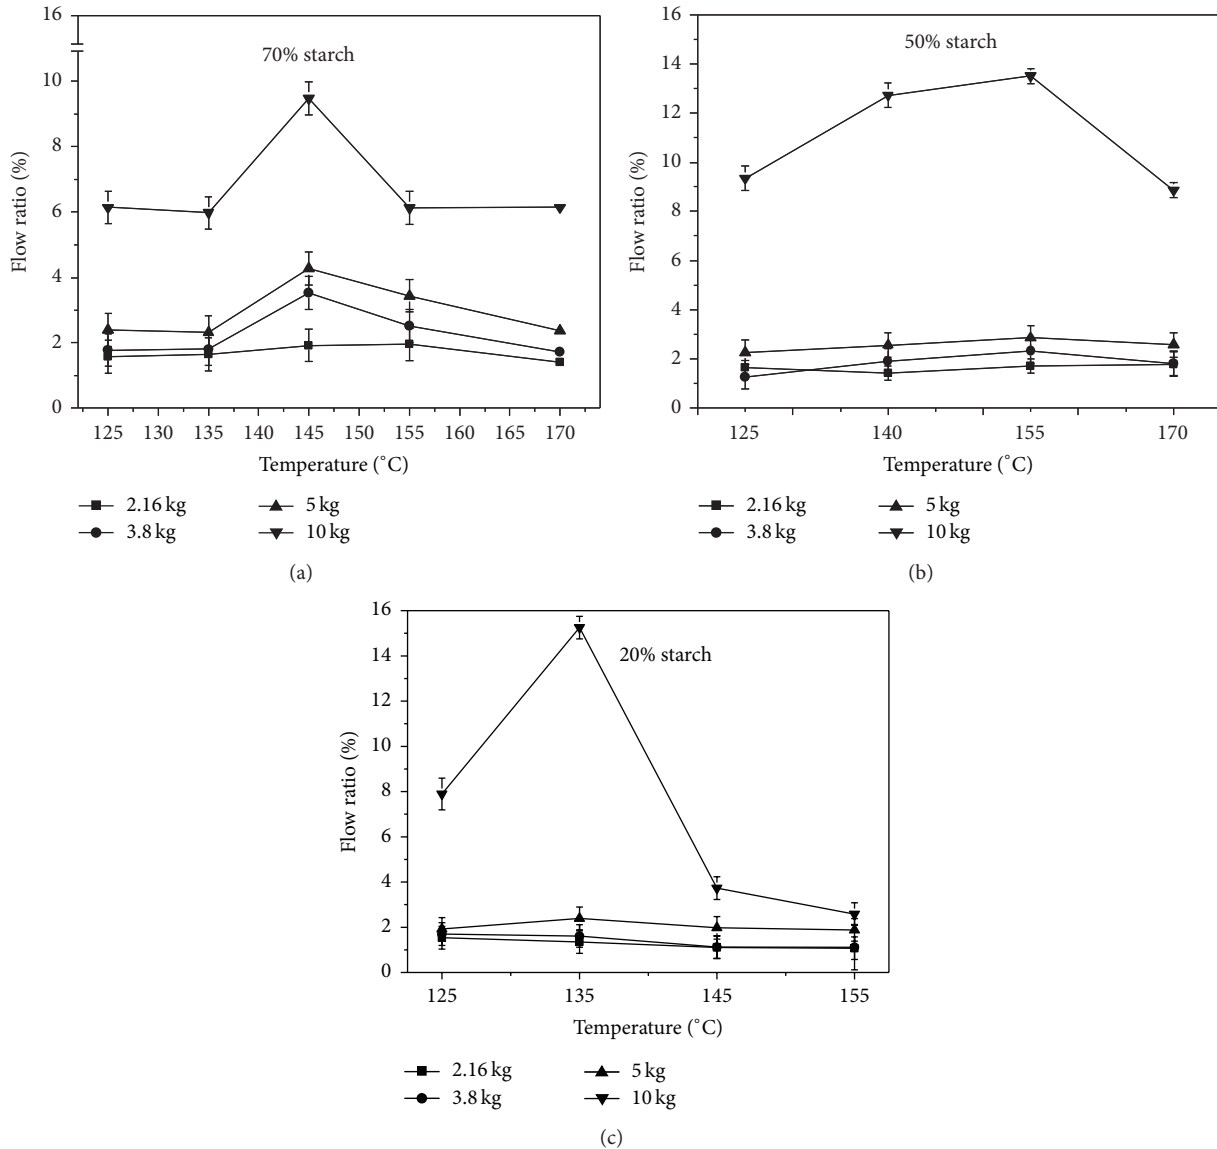 70% starch
16
10
8
6
4
2
0
Flow ratio (%)
125 130 135 140 145 150 155 160 165 170
Temperature (˚C)
2.16 kg 5 kg
3.8 kg 10 kg
(a)
50% starch
16
14
12
10
8
6
4
2
0
Flow ratio (%)
125 140 155 170
Temperature (˚C)
2.16 kg 5 kg
3.8 kg 10 kg
(b)
20% starch
16
14
12
10
8
6
4
2
0
Flow ratio (%)
125 135 145 155
Temperature (˚C)
2.16 kg 5 kg
3.8 kg 10 kg
(c)